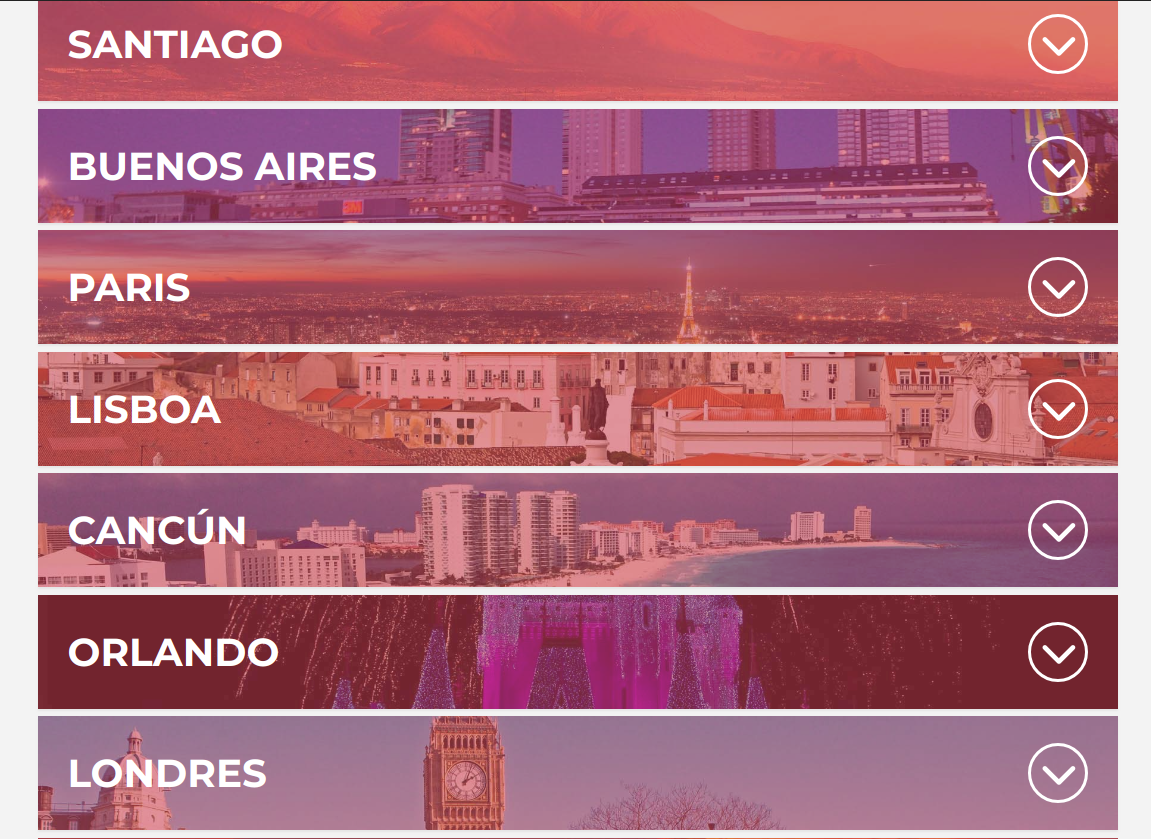 SANTIAGO
BUENOS AIRES
PARIS
LISBOA
CANCÚN
ORLANDO
LONDRES